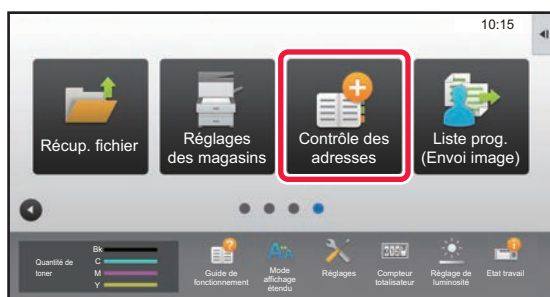 10:15
Récup. fichier
Réglages
des magasins
Contrôle des
adresses
Liste prog.
(Envoi image)
Quantité de
toner
Bk
C
M
Y
Guide de
fonctionnement
Mode
affichage
étendu
Réglages
Compteur
totalisateur
Réglage de
luminosité
Etat travail